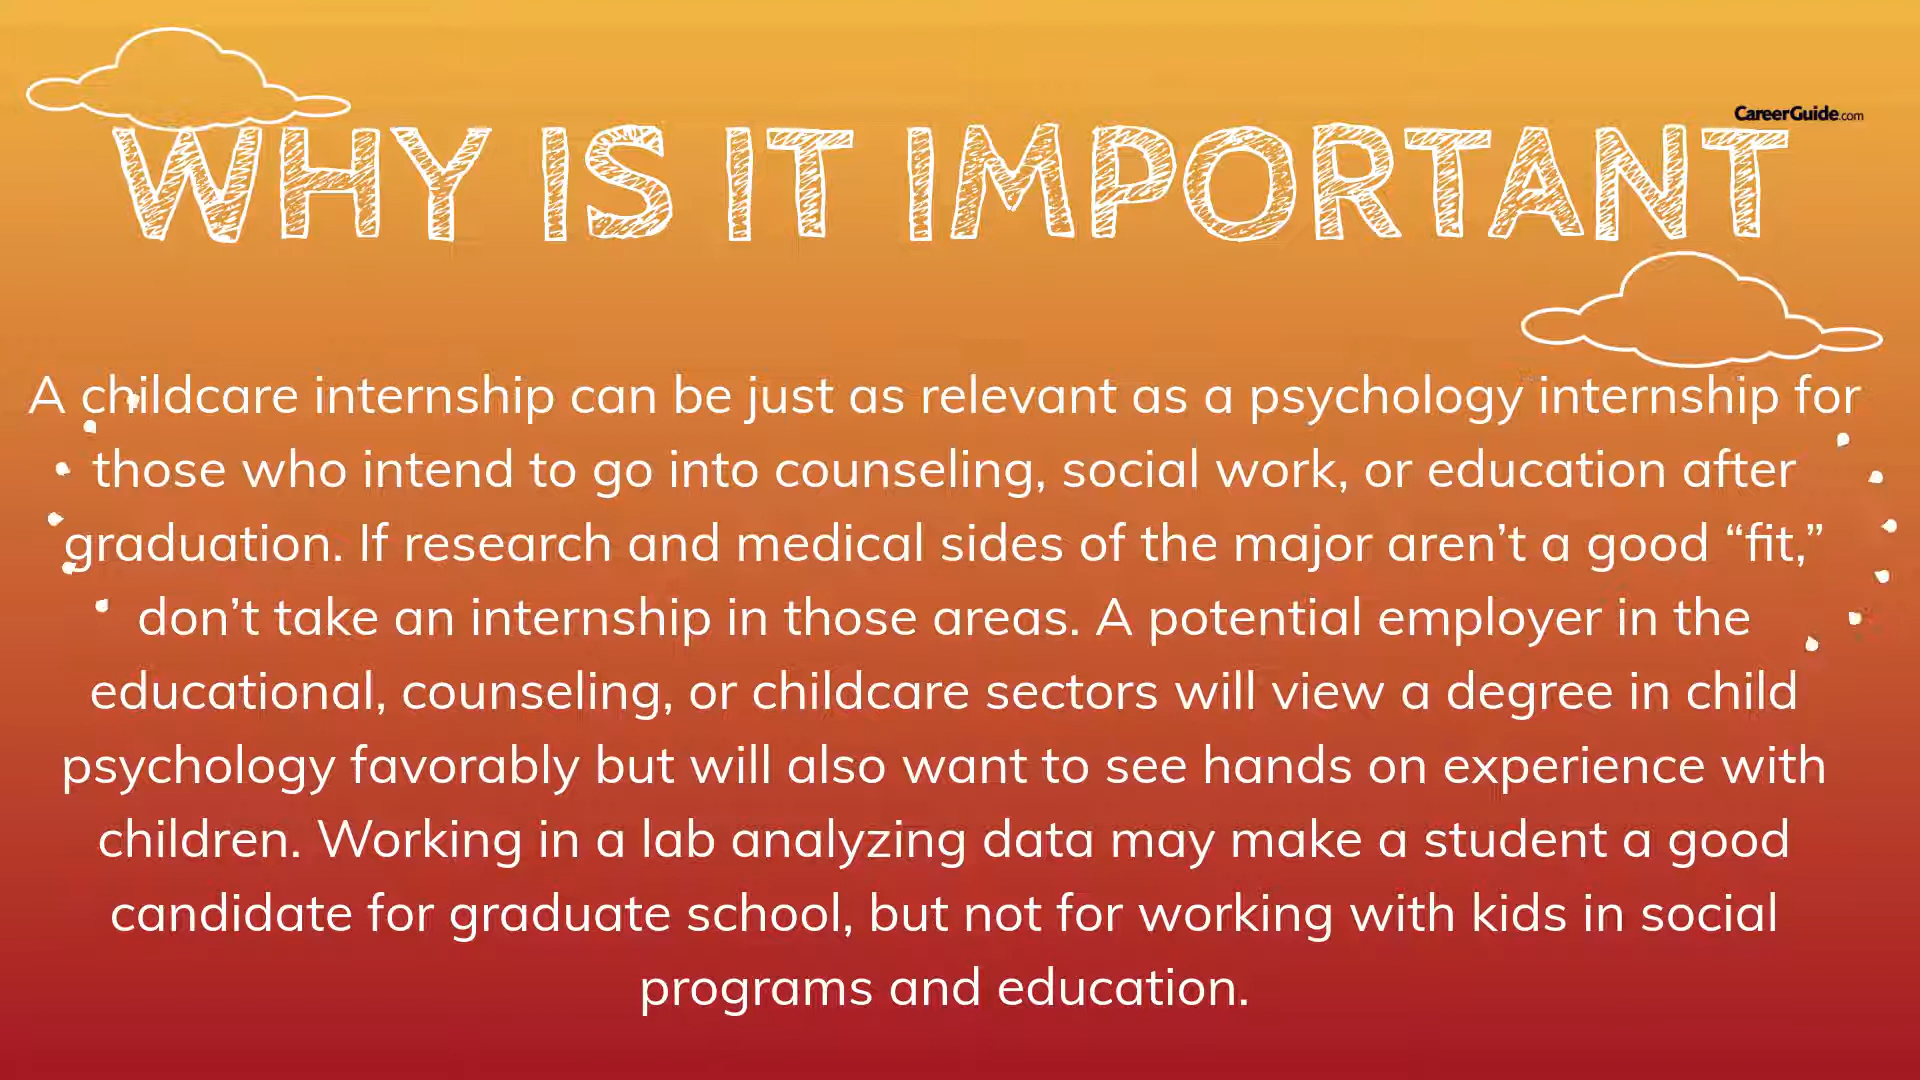 CareerGuide.com
WHY IS IT IMPORTANT
A childcare internship can be just as relevant as a psychology internship for
those who intend to go into counseling, social work, or education after
graduation. If research and medical sides of the major aren’t a good “fit,”
don’t take an internship in those areas. A potential employer in the
educational, counseling, or childcare sectors will view a degree in child
psychology favorably but will also want to see hands on experience with
children. Working in a lab analyzing data may make a student a good
candidate for graduate school, but not for working with kids in social
programs and education.